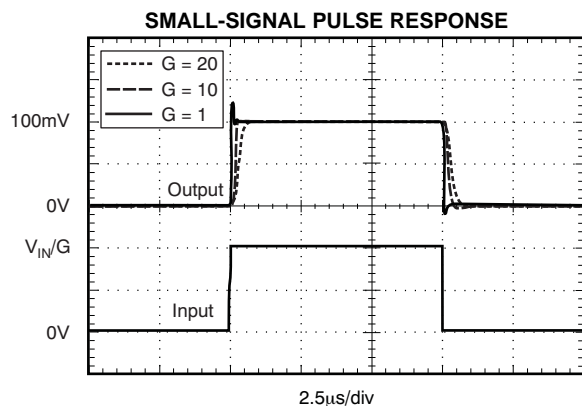 SMALL-SIGNAL PULSE RESPONSE
G = 20
G = 10
G = 1
100mV
Output
0V
V_IN/G
Input
0V
2.5µs/div